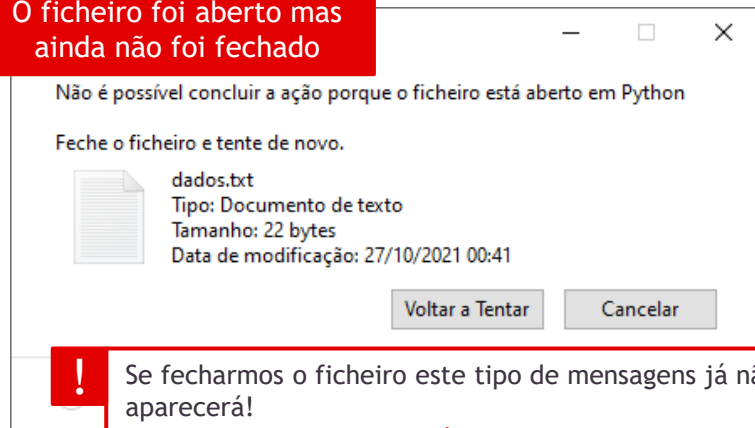 O ficheiro foi aberto mas
ainda não foi fechado
Não é possível concluir a ação porque o ficheiro está aberto em Python
Feche o ficheiro e tente de novo.
dados.txt
Tipo: Documento de texto
Tamanho: 22 bytes
Data de modificação: 27/10/2021 00:41
Voltar a Tentar
Cancelar
!
Se fecharmos o ficheiro este tipo de mensagens já
aparecerá!